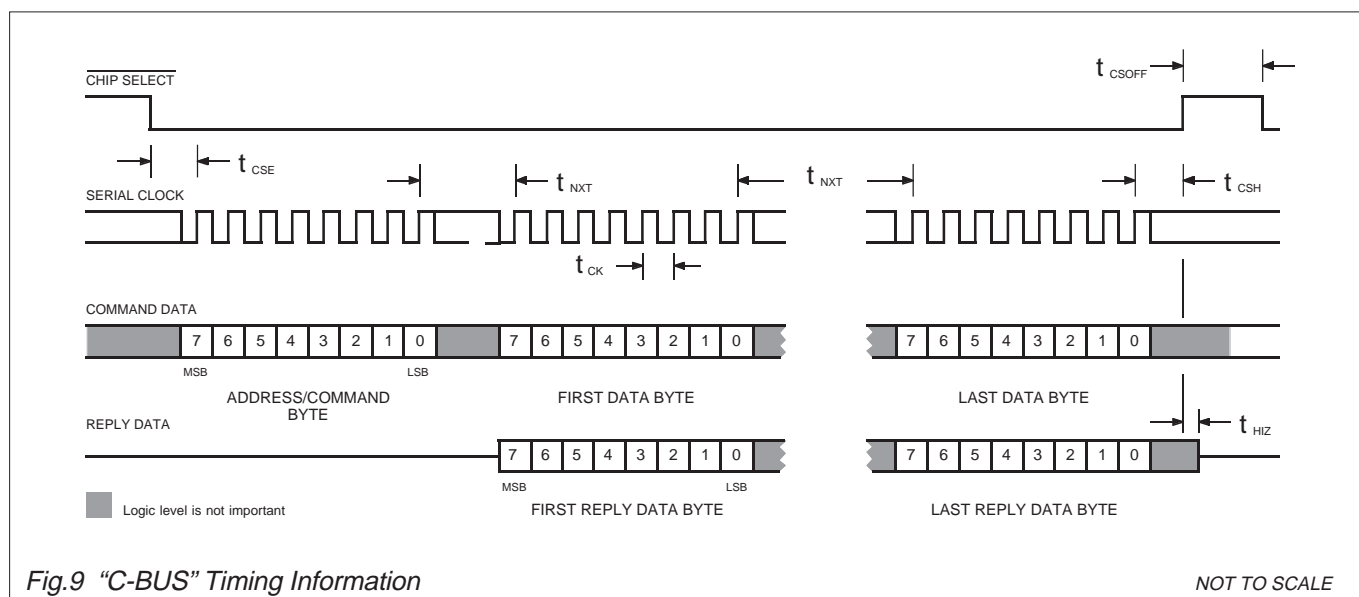 t CSOFF
CHIP SELECT
t CSE
t NXT
t NXT
t CSH
SERIAL CLOCK
t CK
COMMAND DATA
7 6 5 4 3 2 1 0 7 6 5 4 3 2 1 0 7 6 5 4 3 2 1 0
MSB LSB
ADDRESS/COMMAND
BYTE
FIRST DATA BYTE
LAST DATA BYTE
REPLY DATA
t HIZ
7 6 5 4 3 2 1 0 7 6 5 4 3 2 1 0
MSB LSB
Logic level is not important
FIRST REPLY DATA BYTE
LAST REPLY DATA BYTE
Fig.9 “C-BUS” Timing Information
NOT TO SCALE